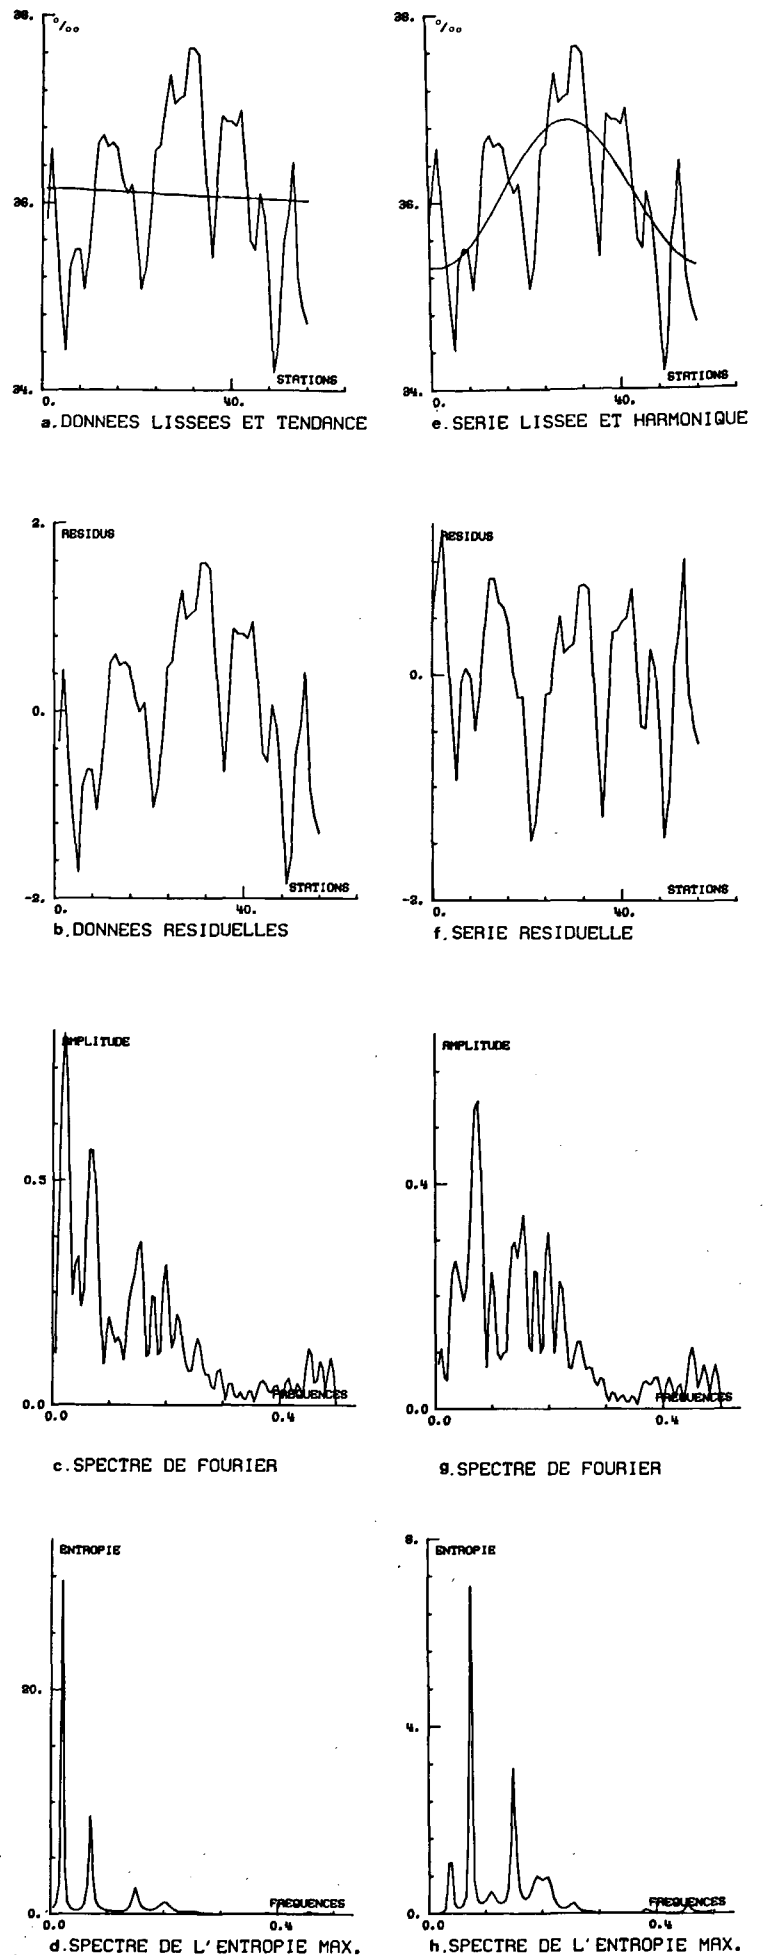 38.
°/oo
36.
34.
STATIONS
0.
40.
a.DONNEES LISSEES ET TENDANCE
38.
°/oo
36.
34.
STATIONS
0.
40.
e.SERIE LISSEE ET HARMONIQUE
2.
RESIDUS
0.
-2.
STATIONS
0.
40.
b.DONNEES RESIDUELLES
RESIDUS
0.
-2.
STATIONS
0.
40.
f.SERIE RESIDUELLE
AMPLITUDE
0.5
0.0
FREQUENCES
0.0
0.4
c.SPECTRE DE FOURIER
AMPLITUDE
0.4
0.0
FREQUENCES
0.0
0.4
g.SPECTRE DE FOURIER
ENTROPIE
20.
0.
FREQUENCES
0.0
0.4
d.SPECTRE DE L'ENTROPIE MAX.
8.
ENTROPIE
4.
0.
FREQUENCES
0.0
0.4
h.SPECTRE DE L'ENTROPIE MAX.